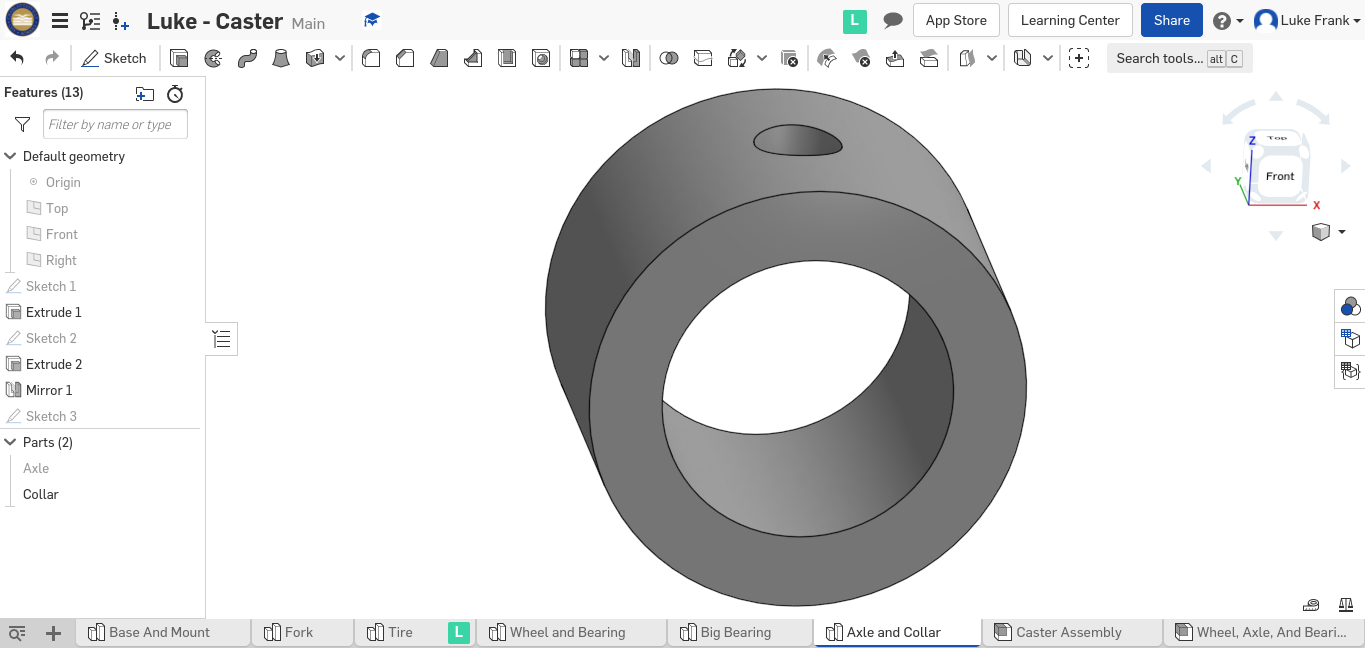 Luke - Caster Main
L
App Store
Learning Center
Share
Luke Frank
Sketch
Search tools... alt C
Features (13)
Filter by name or type
Default geometry
Origin
Top
Front
Right
Sketch 1
Extrude 1
Sketch 2
Extrude 2
Mirror 1
Sketch 3
Parts (2)
Axle
Collar
Top
Z
Front
Y
X
Base And Mount
Fork
Tire
L
Wheel and Bearing
Big Bearing
Axle and Collar
Caster Assembly
Wheel, Axle, And Beari...